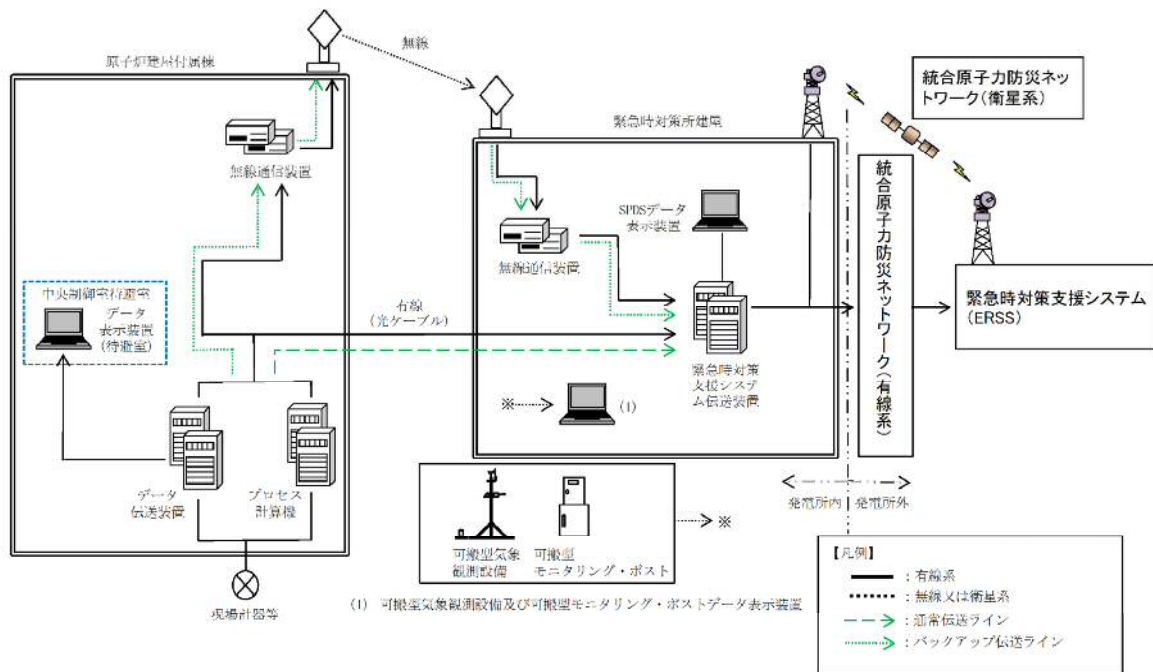 原子炉建屋付属棟
無線
無線通信装置
中央制御室待避室
データ
表示装置
(待避室)
有線
(光ケーブル)
データ
伝送装置
プロセス
計算機
現場計器等
緊急時対策所建屋
無線通信装置
SPDSデータ
表示装置
緊急時対策
支援システ
ム伝送装置
※
(1)
可搬型気象
観測設備
可搬型
モニタリング・ポスト
※
(1) 可搬型気象観測設備及び可搬型モニタリング・ポストデータ表示装置
統合原子力防災ネッ
トワーク(衛星系)
統合原子力防災ネットワーク(有線系)
緊急時対策支援システム
(ERSS)
発電所内
発電所外
【凡例】
:有線系
:無線又は衛星系
:通常伝送ライン
:バックアップ伝送ライン